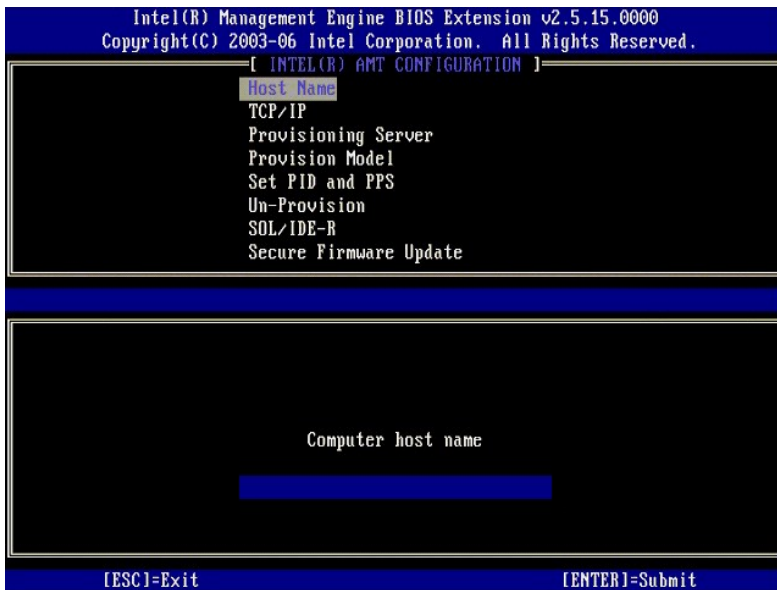 Intel(R) Management Engine BIOS Extension v2.5.15.0000
Copyright(C) 2003-06 Intel Corporation. All Rights Reserved.
[ INTEL(R) AMT CONFIGURATION ]
Host Name
TCP/IP
Provisioning Server
Provision Model
Set PID and PPS
Un-Provision
SOL/IDE-R
Secure Firmware Update
Computer host name
[ESC]=Exit [ENTER]=Submit